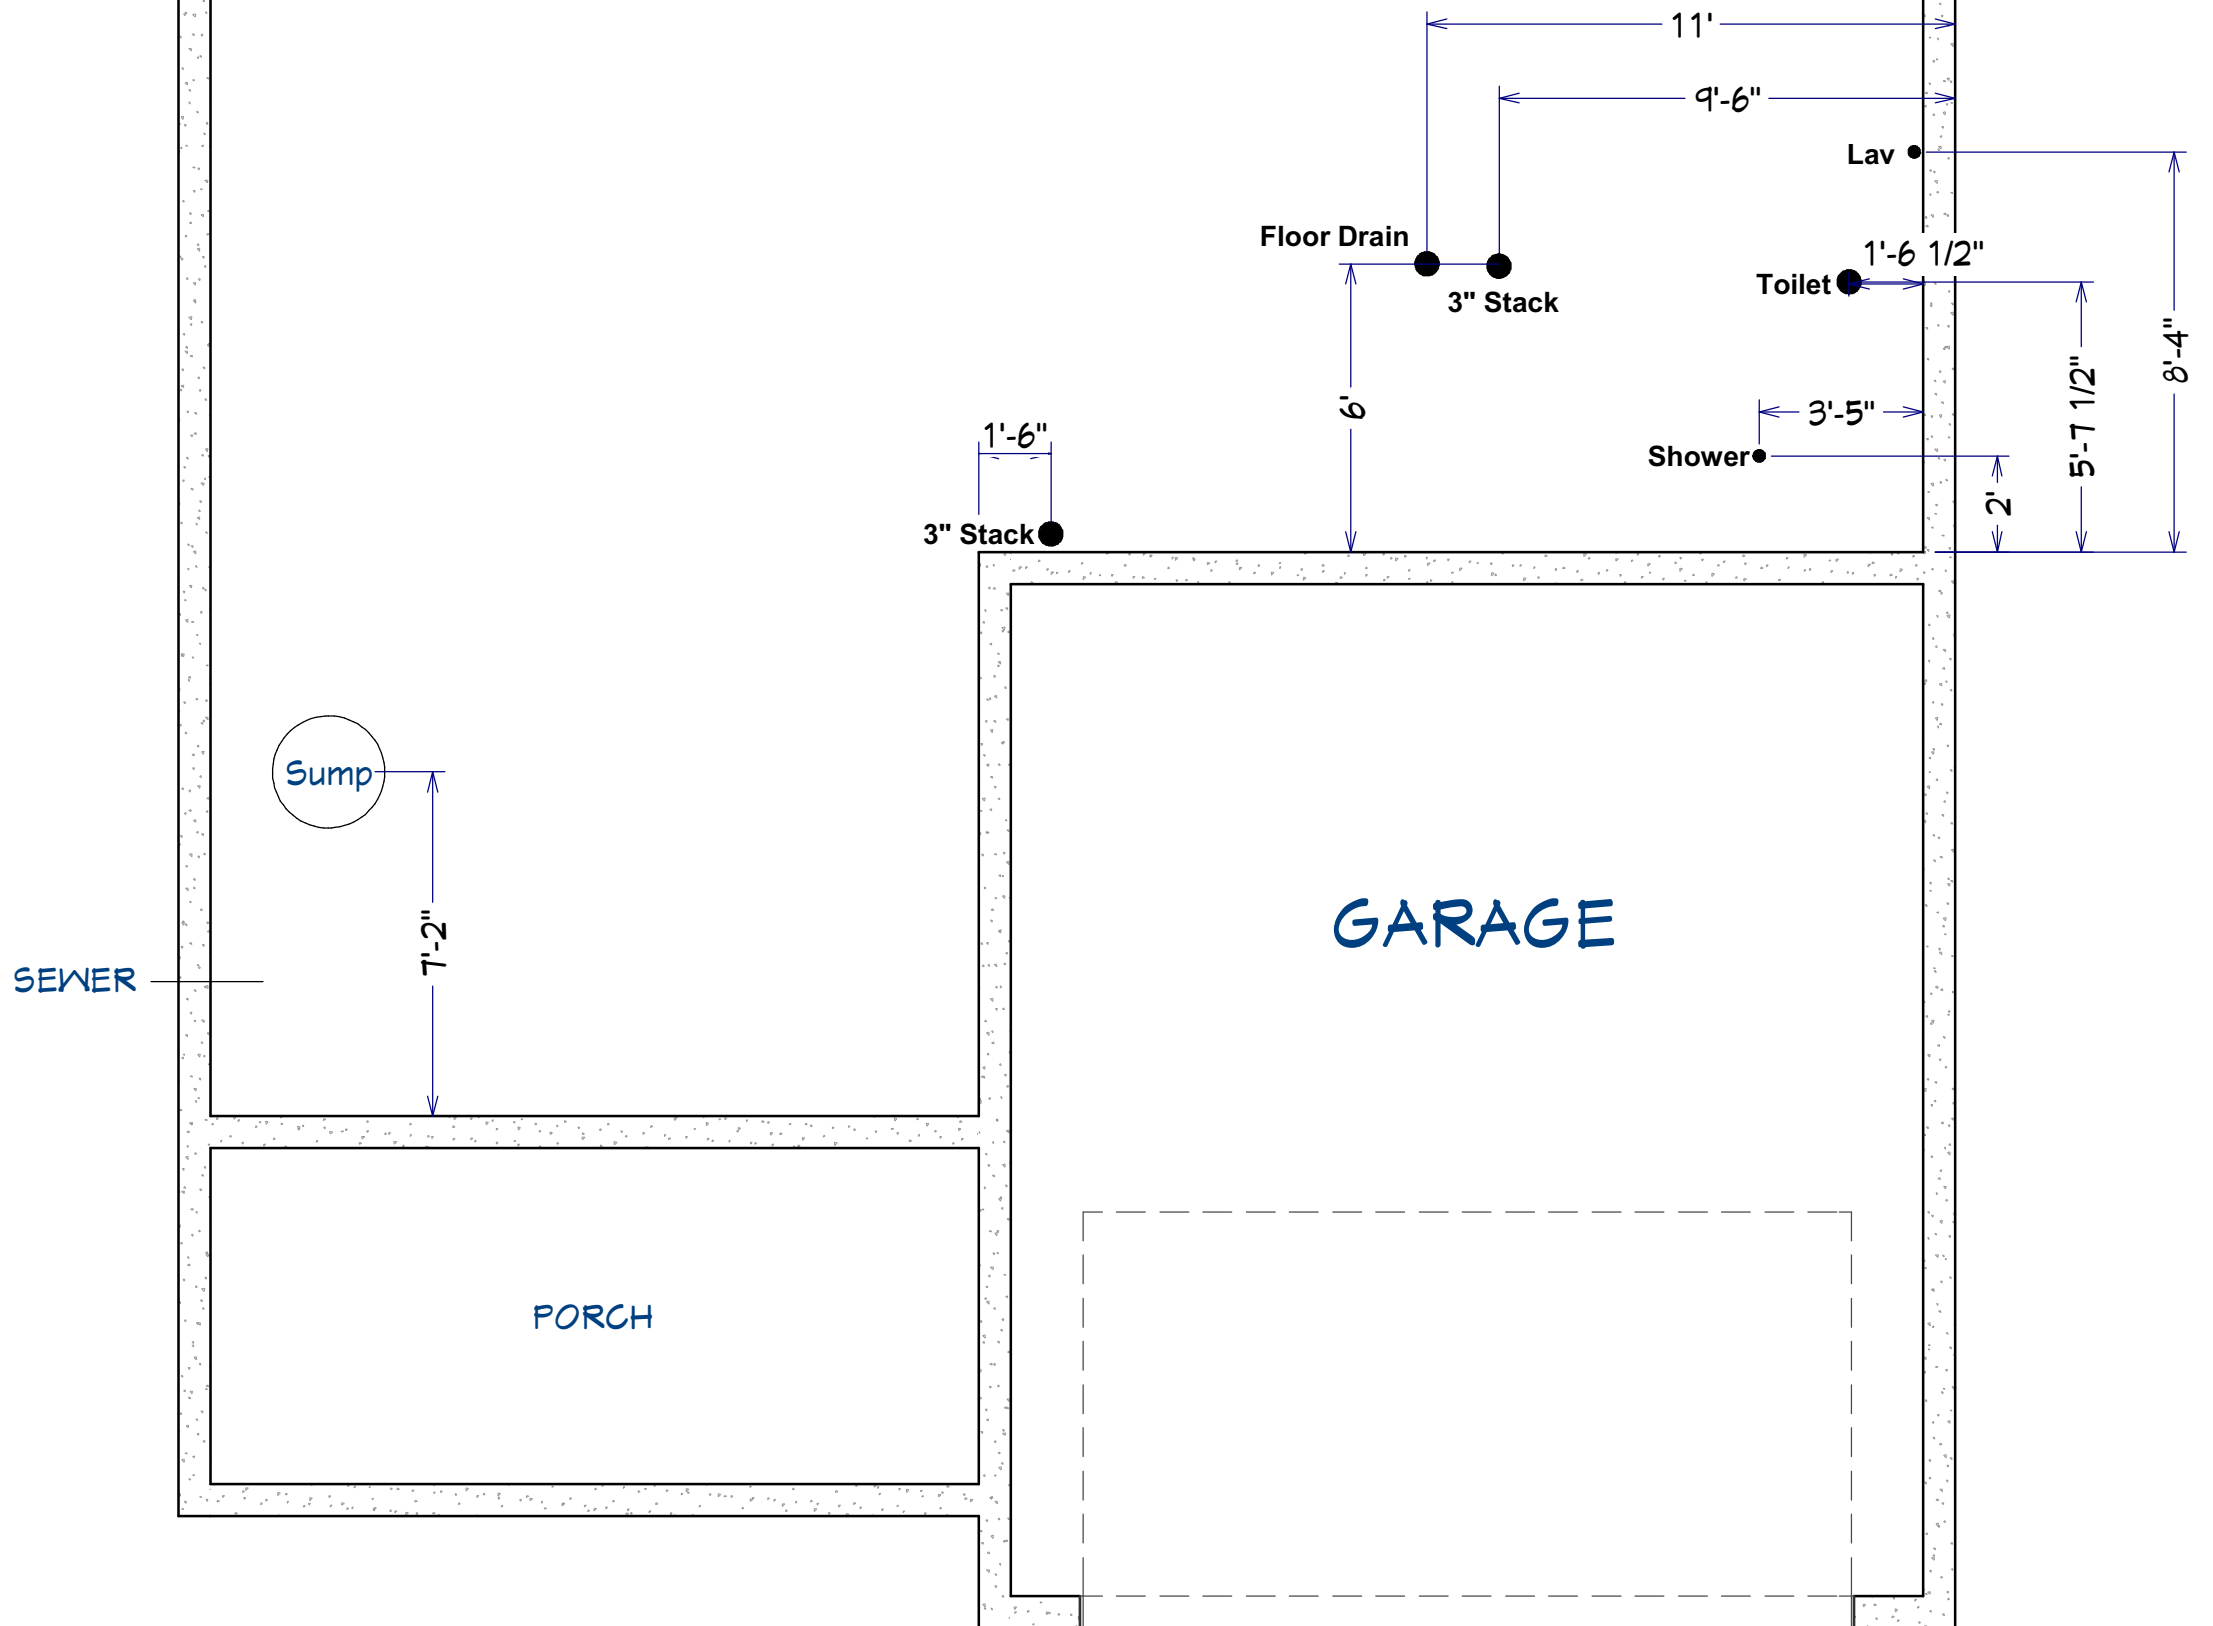 11'
9'-6"
Lav
Floor Drain
1'-6 1/2"
Toilet
3" Stack
8'-4"
6'
3'-5"
5'-7 1/2"
1'-6"
Shower
2'
3" Stack
Sump
GARAGE
7'-2"
SEWER
PORCH